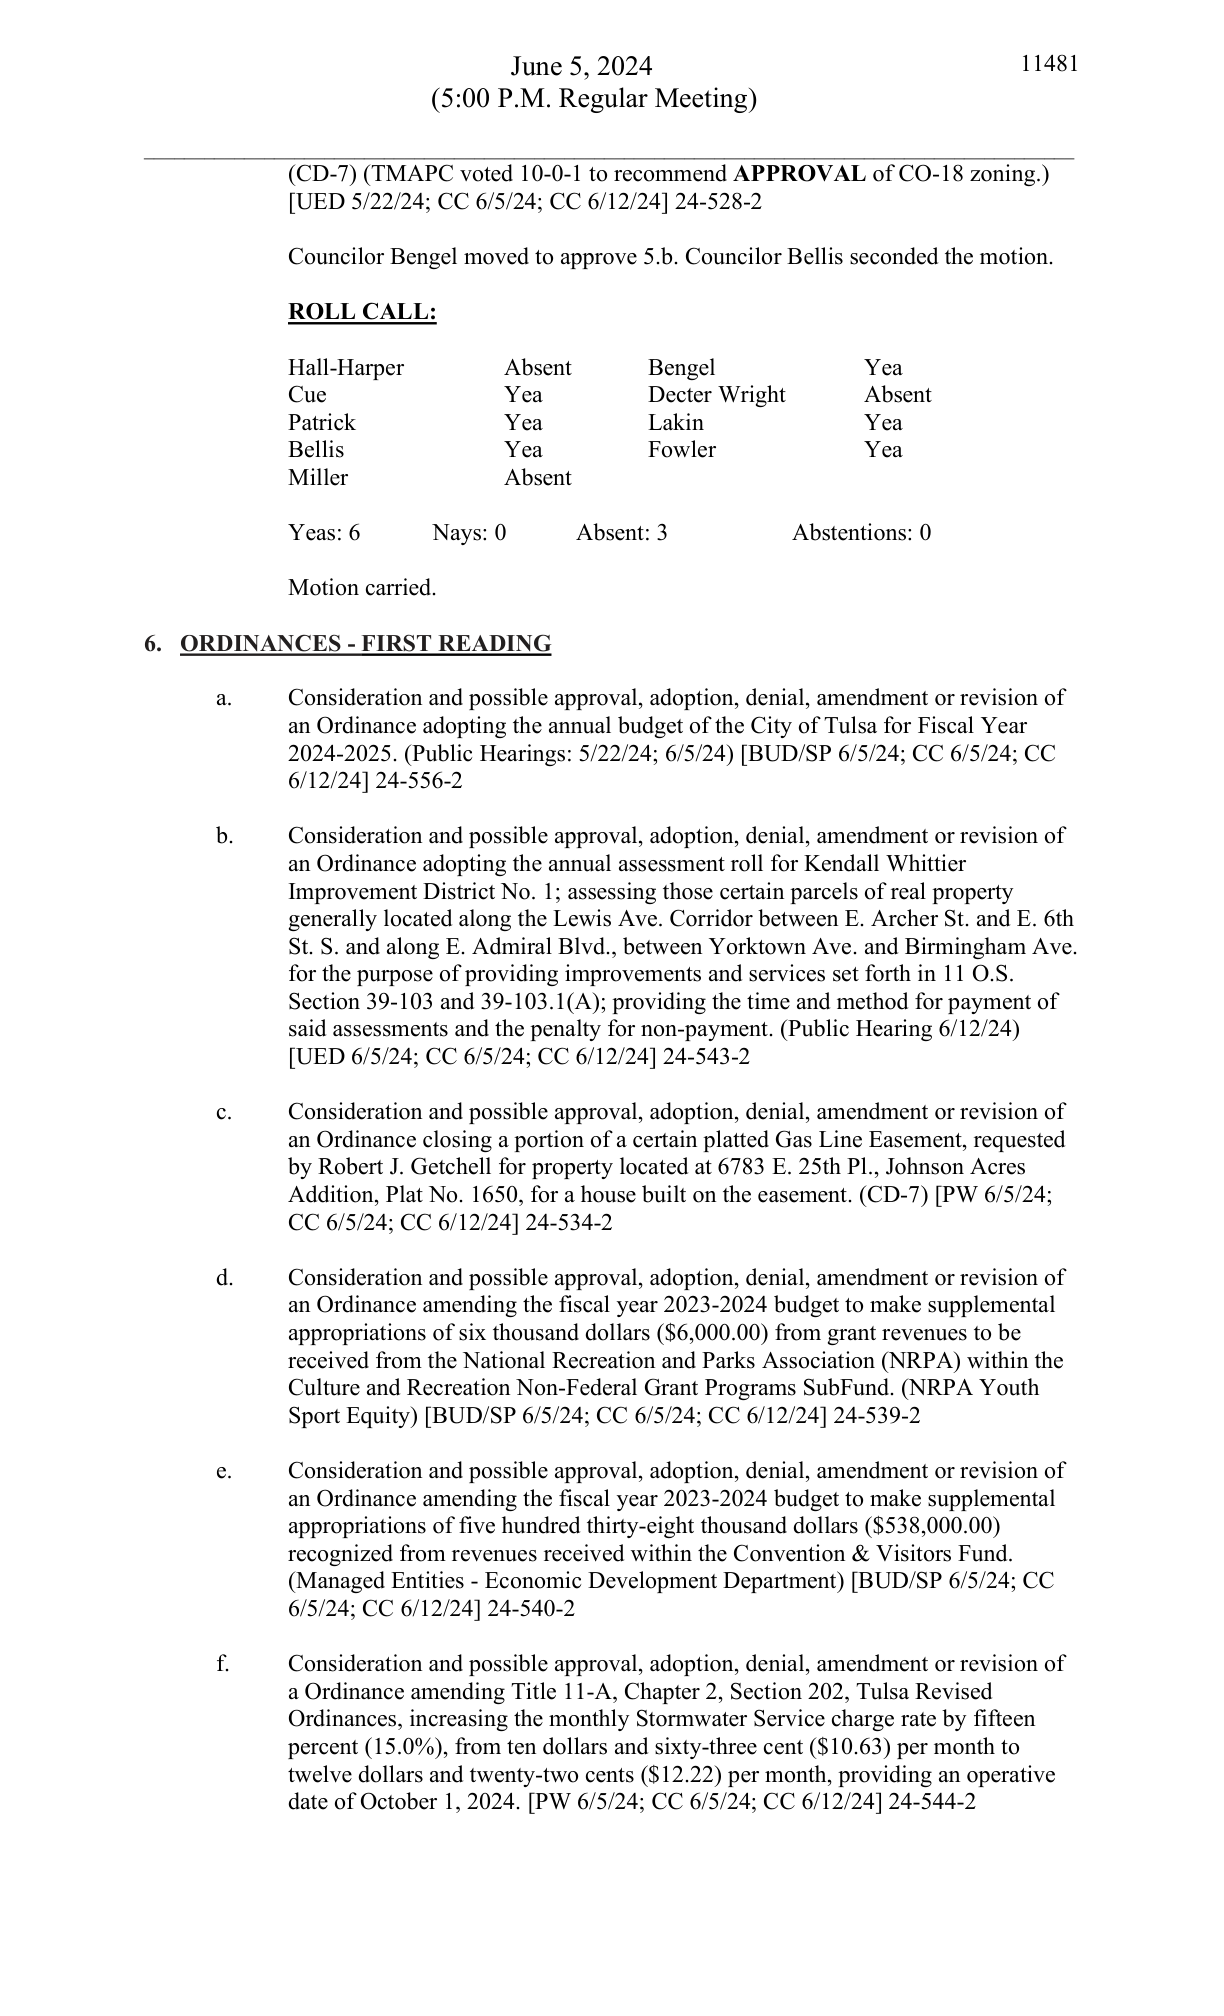 June 5, 2024
11481
(5:00 P.M. Regular Meeting)
(CD-7) (TMAPC voted 10-0-1 to recommend APPROVAL of CO-18 zoning.)
[UED 5/22/24; CC 6/5/24; CC 6/12/24] 24-528-2
Councilor Bengel moved to approve 5.b. Councilor Bellis seconded the motion.
ROLL CALL:
Hall-Harper Absent Bengel Yea
Cue Yea Decter Wright Absent
Patrick Yea Lakin Yea
Bellis Yea Fowler Yea
Miller Absent
Yeas: 6 Nays: 0 Absent: 3 Abstentions: 0
Motion carried.
6. ORDINANCES - FIRST READING
a. Consideration and possible approval, adoption, denial, amendment or revision of
an Ordinance adopting the annual budget of the City of Tulsa for Fiscal Year
2024-2025. (Public Hearings: 5/22/24; 6/5/24) [BUD/SP 6/5/24; CC 6/5/24; CC
6/12/24] 24-556-2
b. Consideration and possible approval, adoption, denial, amendment or revision of
an Ordinance adopting the annual assessment roll for Kendall Whittier
Improvement District No. 1; assessing those certain parcels of real property
generally located along the Lewis Ave. Corridor between E. Archer St. and E. 6th
St. S. and along E. Admiral Blvd., between Yorktown Ave. and Birmingham Ave.
for the purpose of providing improvements and services set forth in 11 O.S.
Section 39-103 and 39-103.1(A); providing the time and method for payment of
said assessments and the penalty for non-payment. (Public Hearing 6/12/24)
[UED 6/5/24; CC 6/5/24; CC 6/12/24] 24-543-2
c. Consideration and possible approval, adoption, denial, amendment or revision of
an Ordinance closing a portion of a certain platted Gas Line Easement, requested
by Robert J. Getchell for property located at 6783 E. 25th Pl., Johnson Acres
Addition, Plat No. 1650, for a house built on the easement. (CD-7) [PW 6/5/24;
CC 6/5/24; CC 6/12/24] 24-534-2
d. Consideration and possible approval, adoption, denial, amendment or revision of
an Ordinance amending the fiscal year 2023-2024 budget to make supplemental
appropriations of six thousand dollars ($6,000.00) from grant revenues to be
received from the National Recreation and Parks Association (NRPA) within the
Culture and Recreation Non-Federal Grant Programs SubFund. (NRPA Youth
Sport Equity) [BUD/SP 6/5/24; CC 6/5/24; CC 6/12/24] 24-539-2
e. Consideration and possible approval, adoption, denial, amendment or revision of
an Ordinance amending the fiscal year 2023-2024 budget to make supplemental
appropriations of five hundred thirty-eight thousand dollars ($538,000.00)
recognized from revenues received within the Convention & Visitors Fund.
(Managed Entities - Economic Development Department) [BUD/SP 6/5/24; CC
6/5/24; CC 6/12/24] 24-540-2
f. Consideration and possible approval, adoption, denial, amendment or revision of
a Ordinance amending Title 11-A, Chapter 2, Section 202, Tulsa Revised
Ordinances, increasing the monthly Stormwater Service charge rate by fifteen
percent (15.0%), from ten dollars and sixty-three cent ($10.63) per month to
twelve dollars and twenty-two cents ($12.22) per month, providing an operative
date of October 1, 2024. [PW 6/5/24; CC 6/5/24; CC 6/12/24] 24-544-2